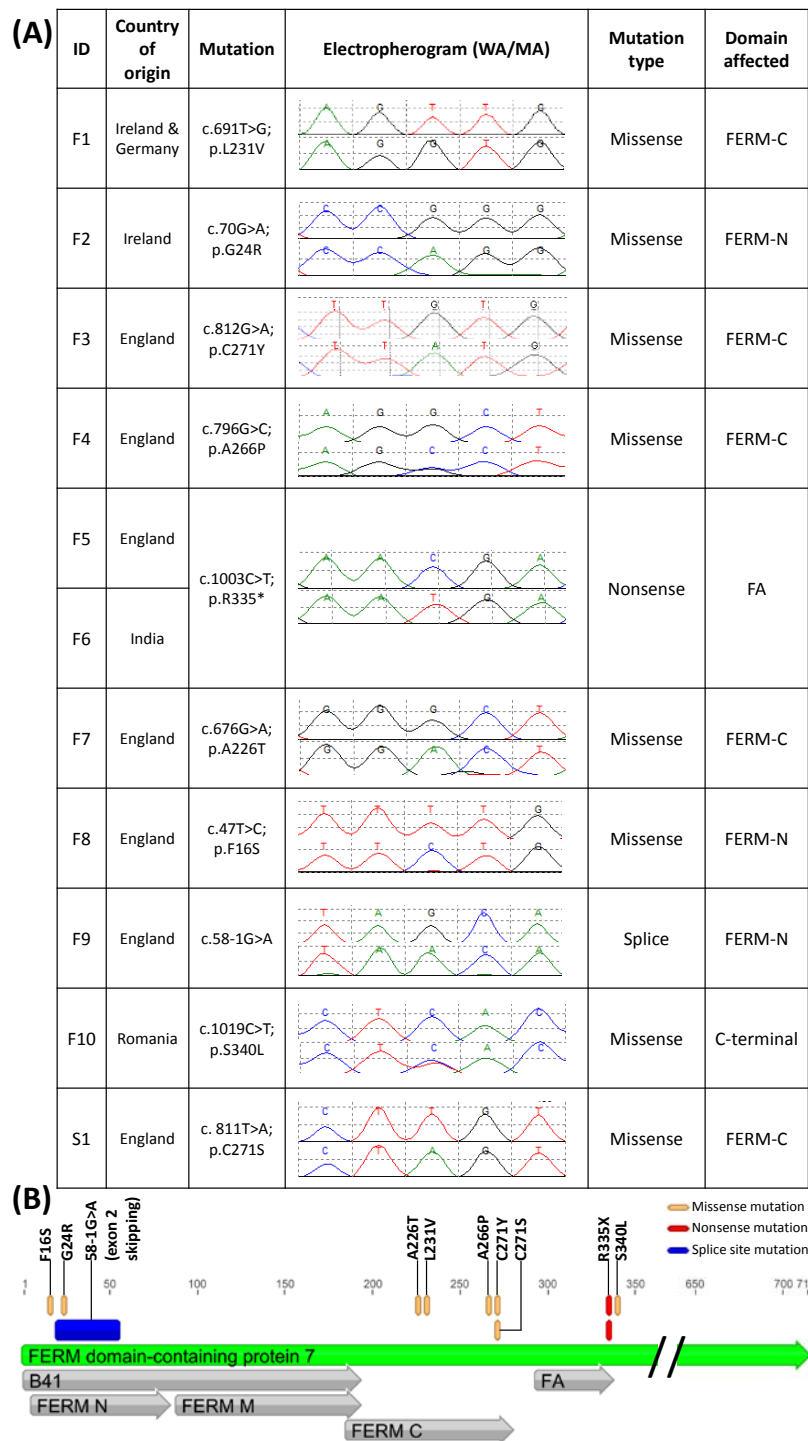 (A)
ID Country of origin Mutation Electropherogram (WA/MA) Mutation type Domain affected
F1 Ireland & Germany c.691T>G; p.L231V Missense FERM-C
A G T T G
A G G T G
F2 Ireland c.70G>A; p.G24R Missense FERM-N
C C G G G
C C A G G
F3 England c.812G>A; p.C271Y Missense FERM-C
T T G T G
T T A T G
F4 England c.796G>C; p.A266P Missense FERM-C
A G G C T
A G C C T
F5 England
F6 India
c.1003C>T; p.R335* Nonsense FA
A A C G A
A A T G A
F7 England c.676G>A; p.A226T Missense FERM-C
G G G C T
G G A C T
F8 England c.47T>C; p.F16S Missense FERM-N
T T T T G
T T C T G
F9 England c.58-1G>A Splice FERM-N
T A G C A
T A A C A
F10 Romania c.1019C>T; p.S340L Missense C-terminal
C T C A C
C T C A C
S1 England c. 811T>A; p.C271S Missense FERM-C
C T T G T
C T A G T
(B)
F16S
G24R
58-1G>A
(exon 2
skipping)
A226T
L231V
A266P
C271Y
C271S
R335X
S340L
Missense mutation
Nonsense mutation
Splice site mutation
1 50 100 150 200 250 300 350 650 700 71
FERM domain-containing protein 7
B41
FA
FERM N
FERM M
FERM C